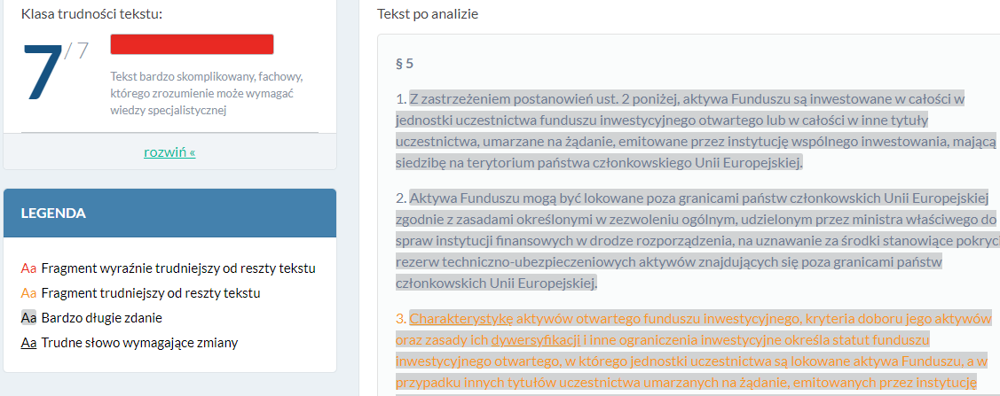 Klasa trudności tekstu:
7 / 7
Tekst bardzo skomplikowany, fachowy,
którego zrozumienie może wymagać
wiedzy specjalistycznej
rozwiń «
LEGENDA
Aa Fragment wyraźnie trudniejszy od reszty tekstu
Aa Fragment trudniejszy od reszty tekstu
Aa Bardzo długie zdanie
Aa Trudne słowo wymagające zmiany
Tekst po analizie
§ 5
1. Z zastrzeżeniem postanowień ust. 2 poniżej, aktywa Funduszu są inwestowane w całości w
jednostki uczestnictwa funduszu inwestycyjnego otwartego lub w całości w inne tytuły
uczestnictwa, umarzane na żądanie, emitowane przez instytucję wspólnego inwestowania, mającą
siedzibę na terytorium państwa członkowskiego Unii Europejskiej.
2. Aktywa Funduszu mogą być lokowane poza granicami państw członkowskich Unii Europejskiej
zgodnie z zasadami określonymi w zezwoleniu ogólnym, udzielonym przez ministra właściwego do
spraw instytucji finansowych w drodze rozporządzenia, na uznawanie za środki stanowiące pokryci
rezerw techniczno-ubezpieczeniowych aktywów znajdujących się poza granicami państw
członkowskich Unii Europejskiej.
3. Charakterystykę aktywów otwartego funduszu inwestycyjnego, kryteria doboru jego aktywów
oraz zasady ich dywersyfikacji i inne ograniczenia inwestycyjne określa statut funduszu
inwestycyjnego otwartego, w którego jednostki uczestnictwa są lokowane aktywa Funduszu, a w
przypadku innych tytułów uczestnictwa umarzanych na żądanie, emitowanych przez instytucję